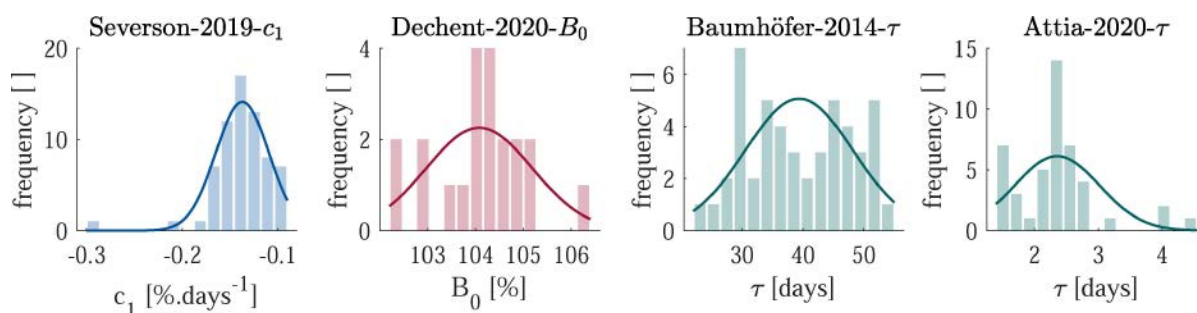 Severson-2019-c₁
frequency [ ]
20
10
0
-0.3
-0.2
-0.1
c₁ [%.days⁻¹]
Dechent-2020-B₀
frequency [ ]
4
2
0
103
104
105
106
B₀ [%]
Baumhöfer-2014-τ
frequency [ ]
6
4
2
0
30
40
50
τ [days]
Attia-2020-τ
frequency [ ]
15
10
5
0
2
3
4
τ [days]